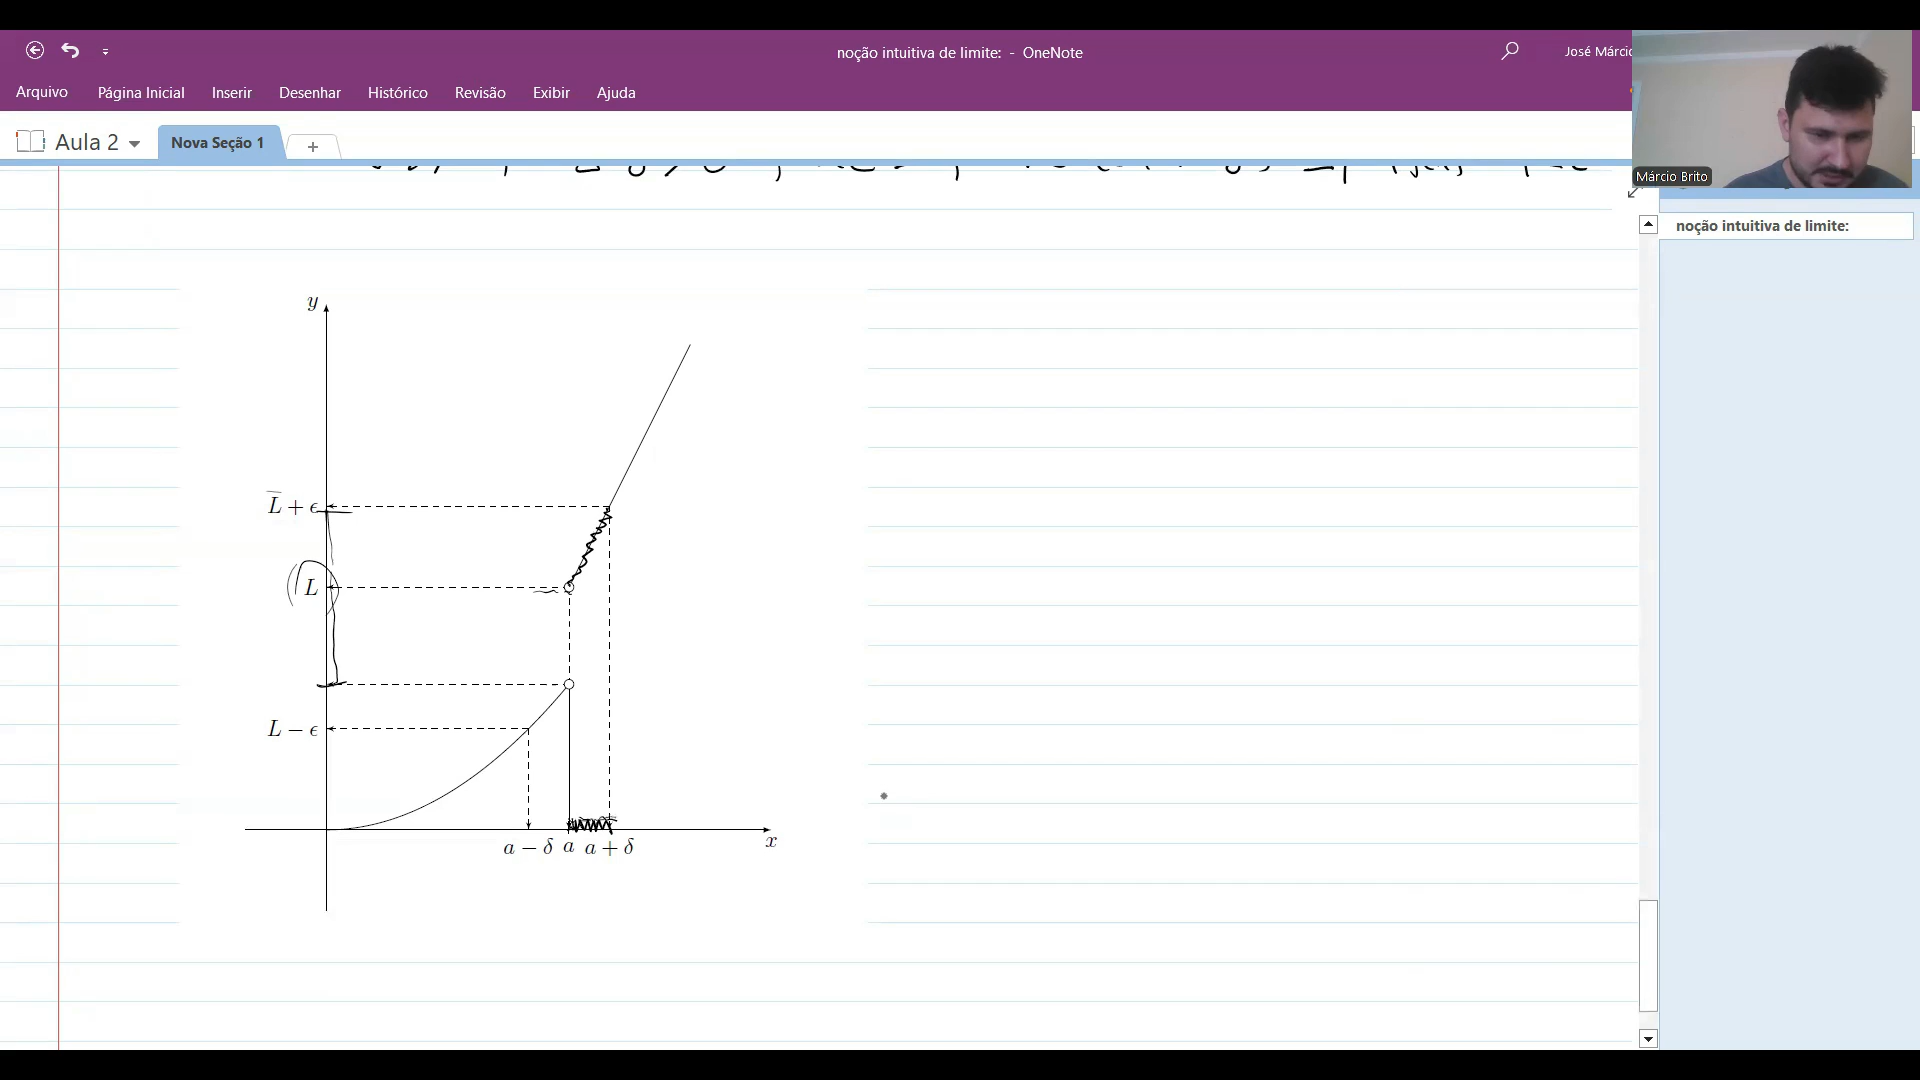 noção intuitiva de limite: - OneNote
José Márcio
Arquivo Página Inicial Inserir Desenhar Histórico Revisão Exibir Ajuda
Aula 2
Nova Seção 1
+
Márcio Brito
noção intuitiva de limite:
y
L + ϵ
L
L − ϵ
a − δ a a + δ
x